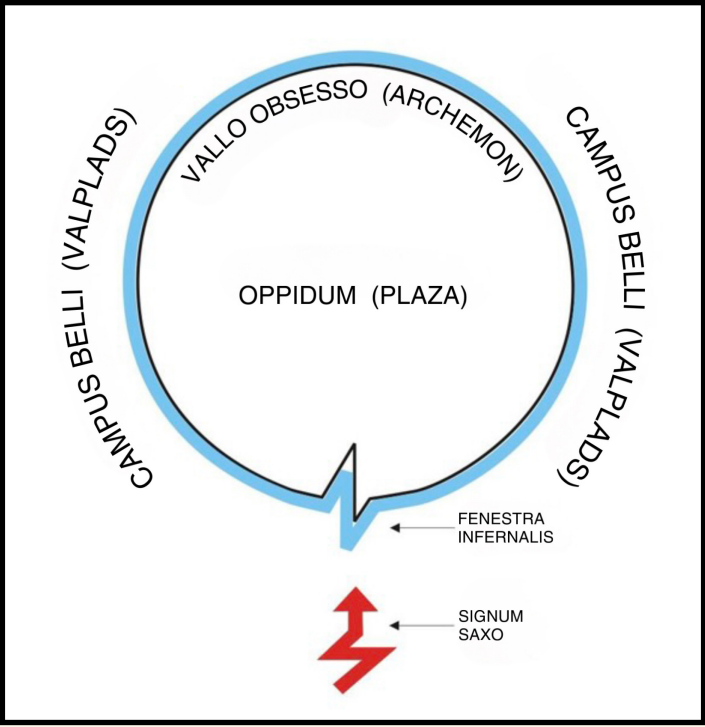 VALLO OBSESSO (ARCHEMON)
CAMPUS BELLI (VALPLADS)
CAMPUS BELLI (VALPLADS)
OPPIDUM (PLAZA)
FENESTRA
INFERNALIS
SIGNUM
SAXO